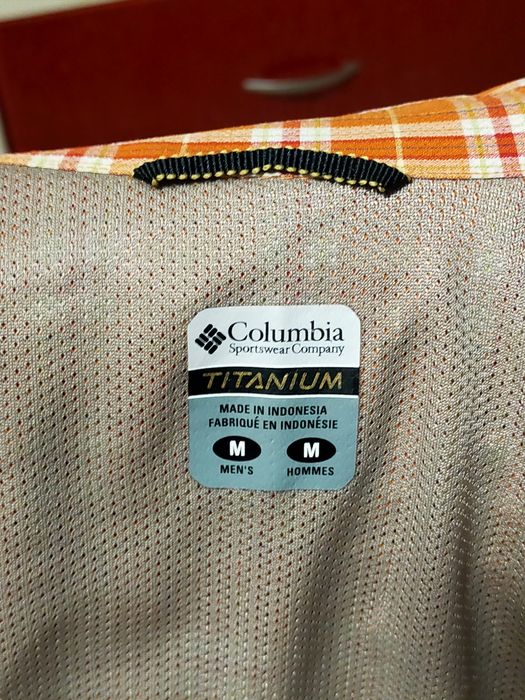 Columbia
Sportswear Company
TITANIUM
MADE IN INDONESIA
FABRIQUÉ EN INDONÉSIE
M M
MEN'S HOMMES